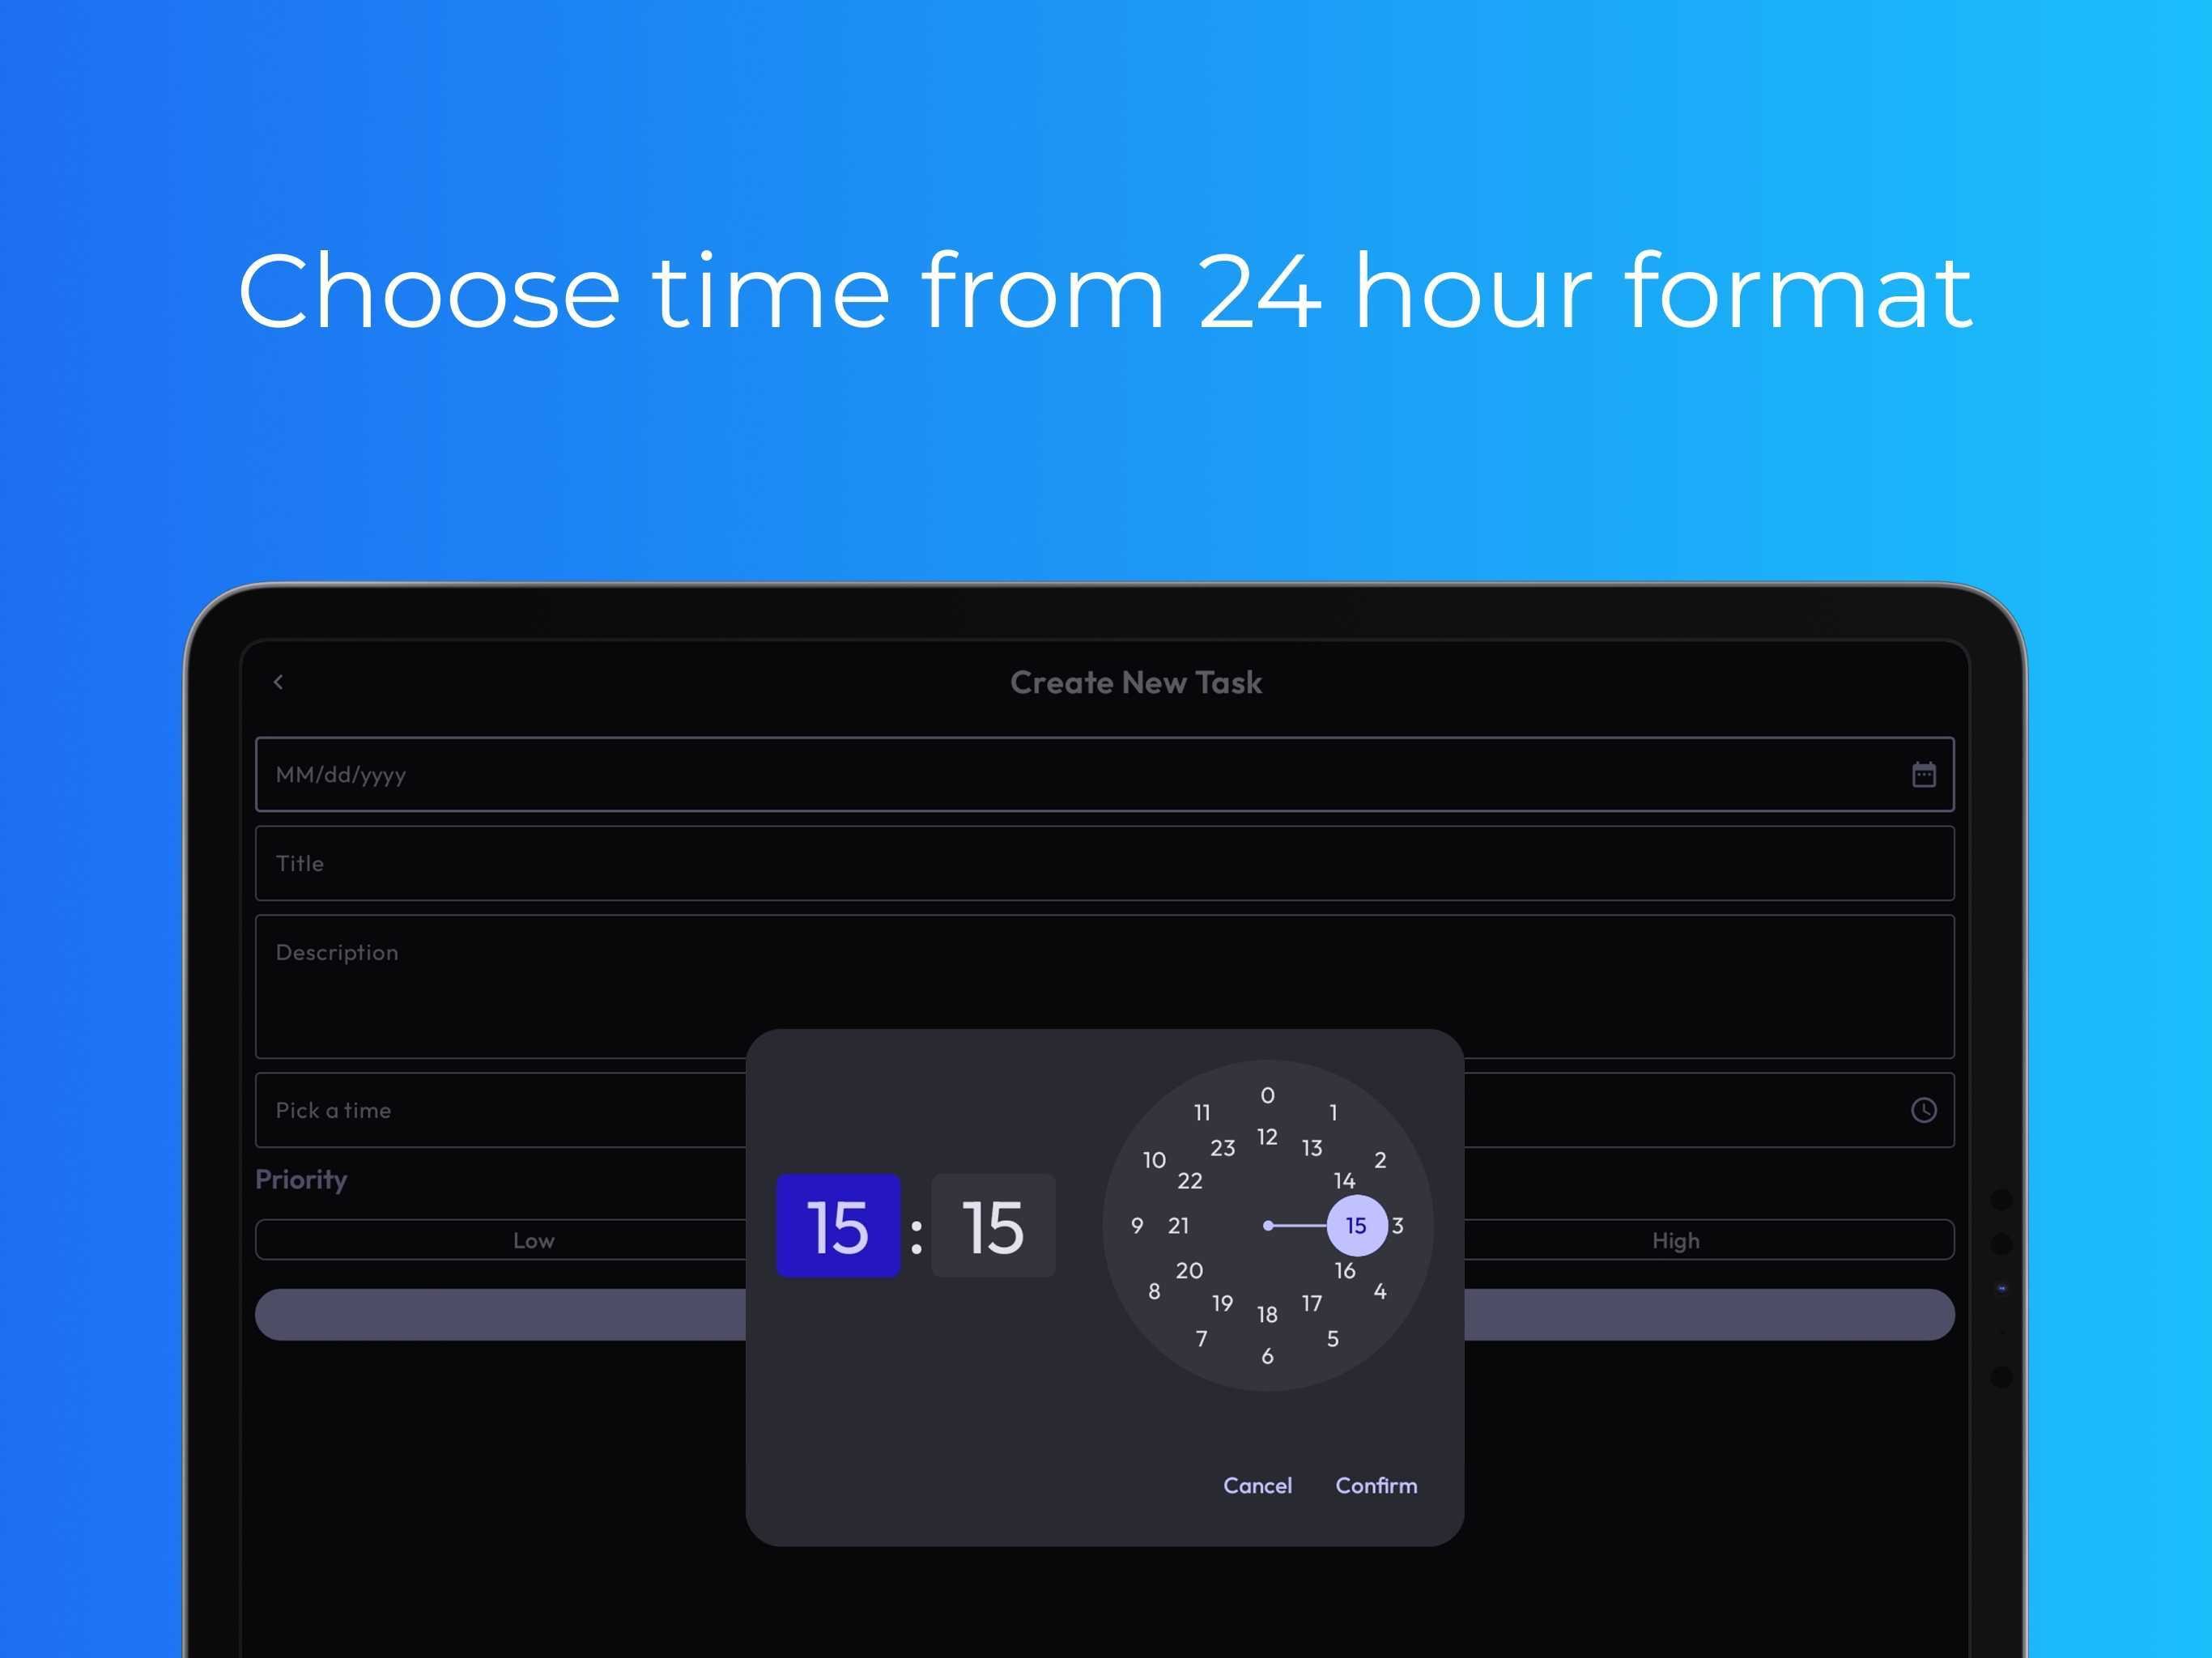 Choose time from 24 hour format
Create New Task
MM/dd/yyyy
Title
Description
Pick a time
Priority
Low
High
15 : 15
0
11
1
12
23
13
10
2
22
14
9
21
15
3
20
16
8
4
19
17
18
7
5
6
Cancel
Confirm